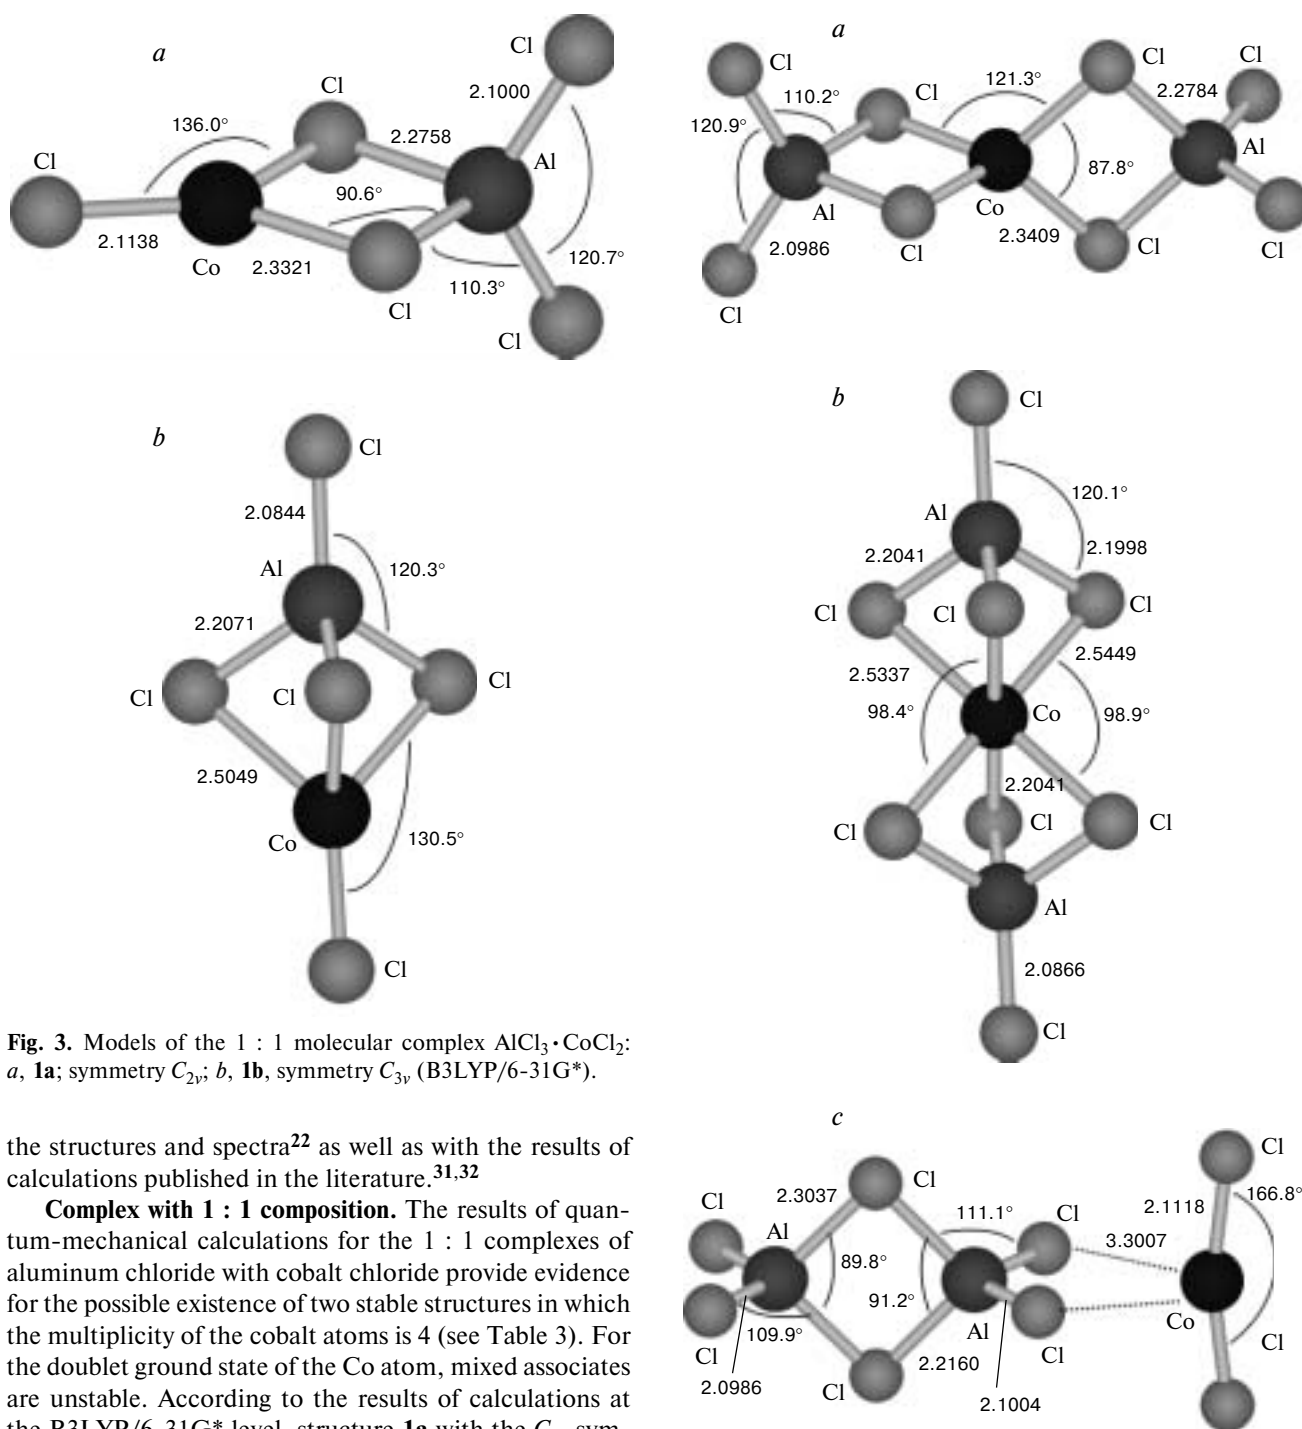 a
Cl
Cl
2.1000
136.0°
2.2758
Cl
Al
90.6°
2.1138
Co
2.3321
120.7°
110.3°
Cl
Cl
b
Cl
2.0844
Al
120.3°
2.2071
Cl
Cl
Cl
2.5049
Co
130.5°
Cl
Fig. 3. Models of the 1 : 1 molecular complex AlCl₃•CoCl₂:
a, 1a; symmetry C₂ᵥ; b, 1b, symmetry C₃ᵥ (B3LYP/6-31G*).
the structures and spectra²² as well as with the results of
calculations published in the literature.³¹,³²
Complex with 1 : 1 composition. The results of quan-
tum-mechanical calculations for the 1 : 1 complexes of
aluminum chloride with cobalt chloride provide evidence
for the possible existence of two stable structures in which
the multiplicity of the cobalt atoms is 4 (see Table 3). For
the doublet ground state of the Co atom, mixed associates
are unstable. According to the results of calculations at
the B3LYP/6-31G* level, structure 1a with the C₂ᵥ sym-
a
Cl
110.2°
Cl
121.3°
Cl
2.2784
Cl
120.9°
Al
87.8°
Al
Co
2.0986
Cl
2.3409
Cl
Cl
Cl
b
Cl
120.1°
Al
2.2041
2.1998
Cl
Cl
Cl
2.5337
2.5449
98.4°
Co
98.9°
2.2041
Cl
Cl
Cl
Al
2.0866
Cl
c
Cl
2.3037
Cl
Cl
Al
111.1°
Cl
2.1118
166.8°
3.3007
89.8°
91.2°
109.9°
Al
Co
Cl
Cl
Cl
2.0986
Cl
2.2160
2.1004